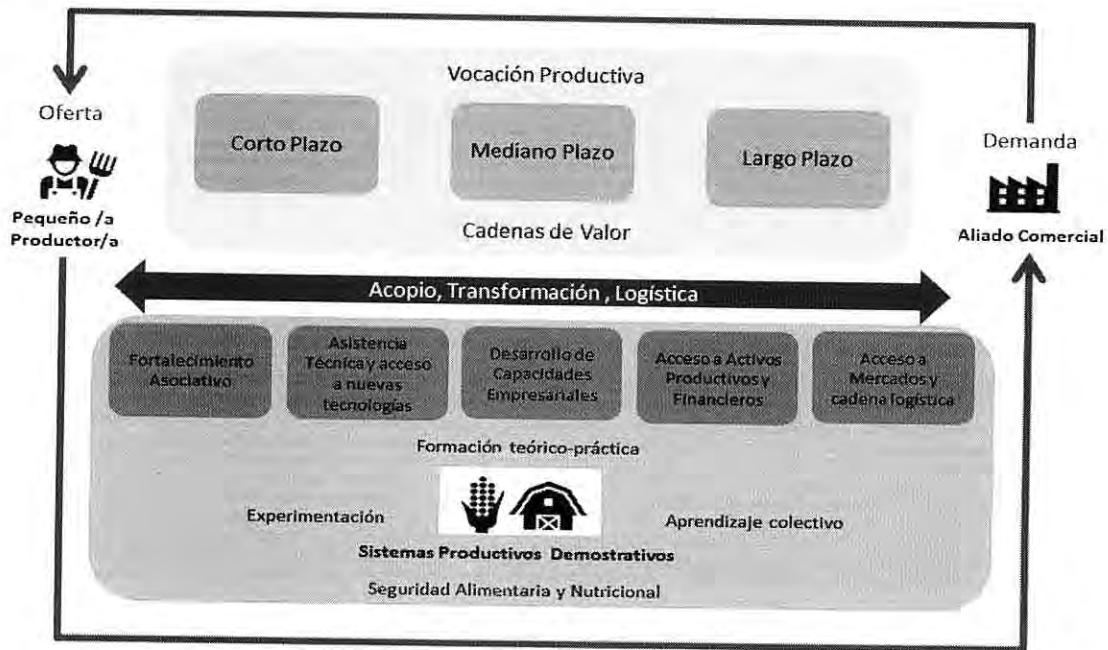 Vocación Productiva
Oferta
Corto Plazo
Mediano Plazo
Largo Plazo
Demanda
Pequeño /a
Productor/a
Cadenas de Valor
Aliado Comercial
Acopio, Transformación , Logística
Fortalecimiento
Asociativo
Asistencia
Técnica y acceso
a nuevas
tecnologías
Desarrollo de
Capacidades
Empresariales
Acceso a Activos
Productivos y
Financieros
Acceso a
Mercados y
cadena logística
Formación teórico-práctica
Experimentación
Aprendizaje colectivo
Sistemas Productivos Demostrativos
Seguridad Alimentaria y Nutricional